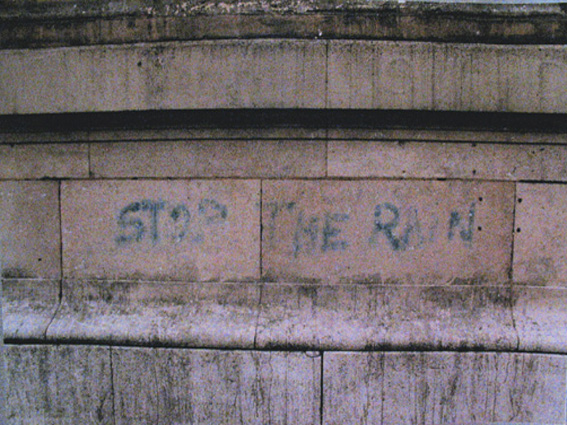 STOP THE RAIN